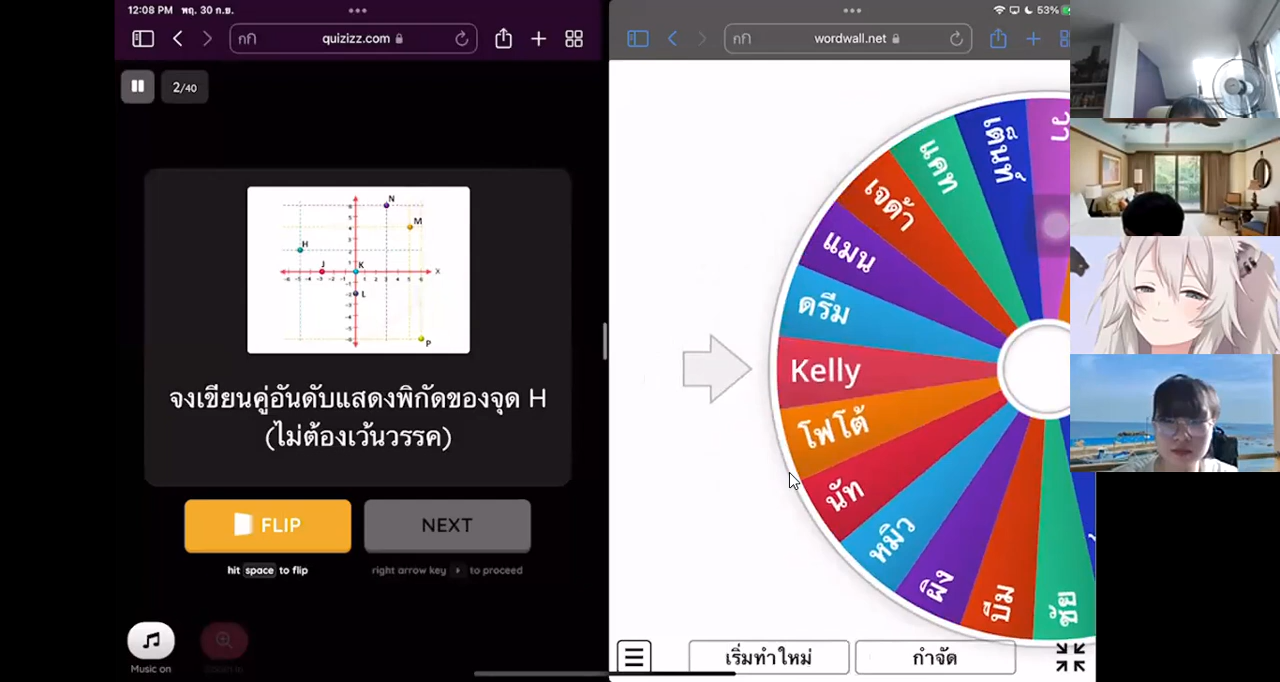 12:08 PM พฤ. 30 ก.ย.
กก quizizz.com
2/40
N
M
H
J
K
X
L
P
จงเขียนคู่อันดับแสดงพิกัดของจุด H
(ไม่ต้องเว้นวรรค)
FLIP
NEXT
hit space to flip
right arrow key to proceed
Music on
53%
กก wordwall.net
วา
แคท
เจด้า
แมน
ดรีม
Kelly
โฟโต้
นัท
หมิว
ผิง
บีม
ชัย
เริ่มทำใหม่
กำจัด